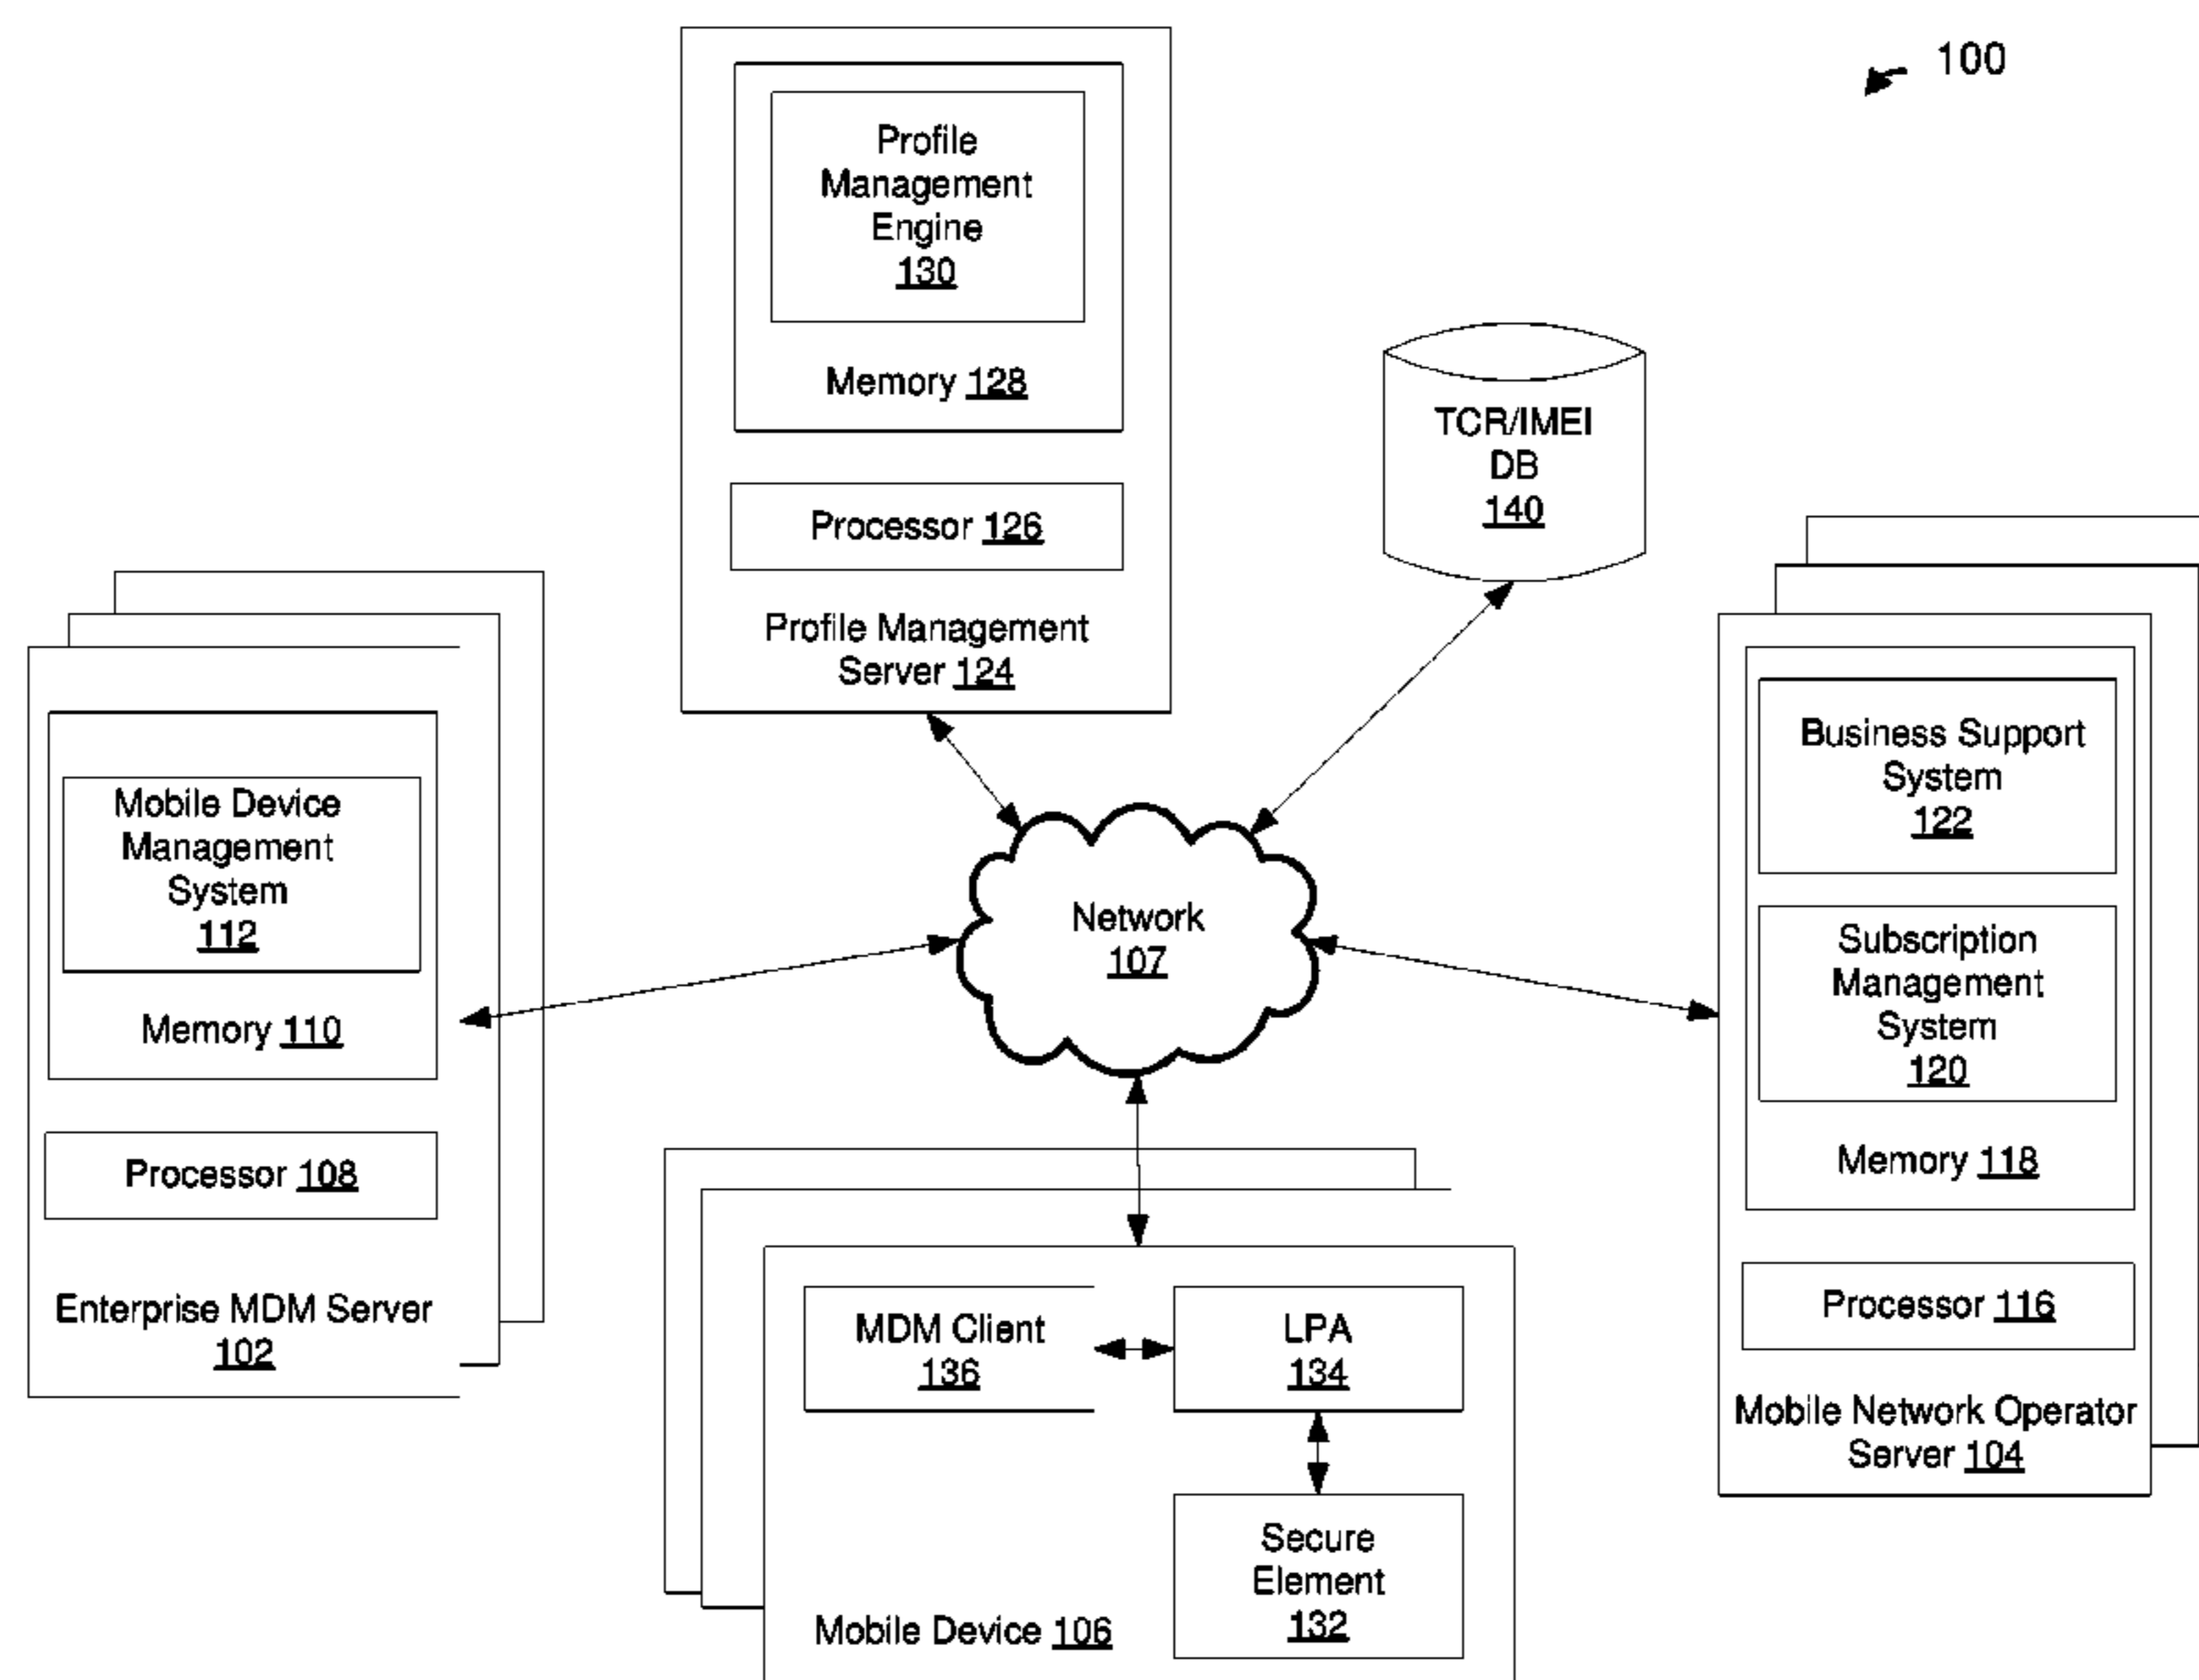 100
Profile
Management
Engine
130
Memory 128
Processor 126
Profile Management
Server 124
TCR/IMEI
DB
140
Mobile Device
Management
System
112
Memory 110
Processor 108
Enterprise MDM Server
102
Network
107
Business Support
System
122
Subscription
Management
System
120
Memory 118
Processor 116
Mobile Network Operator
Server 104
MDM Client
136
LPA
134
Secure
Element
132
Mobile Device 106